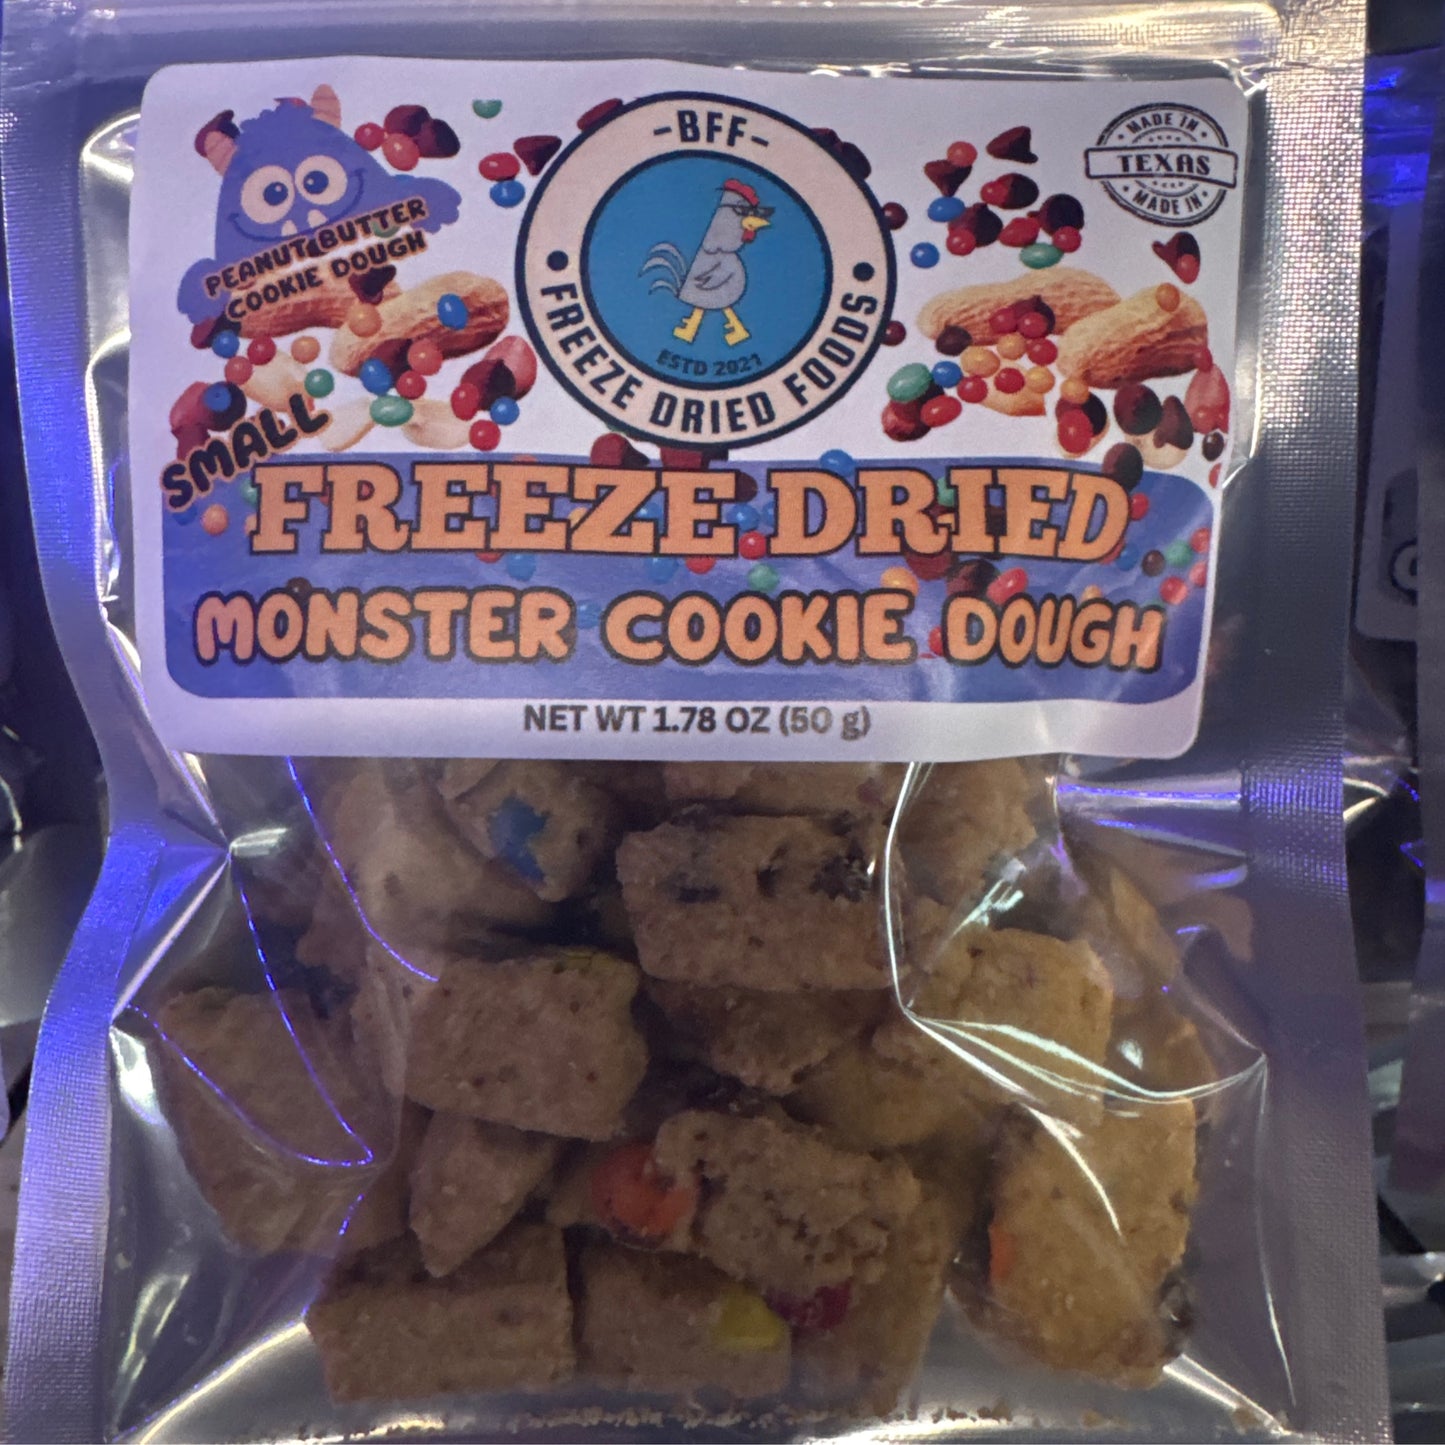 -BFF-
FREEZE DRIED FOODS
ESTD 2021
MADE IN
TEXAS
MADE IN
PEANUT BUTTER
COOKIE DOUGH
SMALL
FREEZE DRIED
MONSTER COOKIE DOUGH
NET WT 1.78 OZ (50 g)